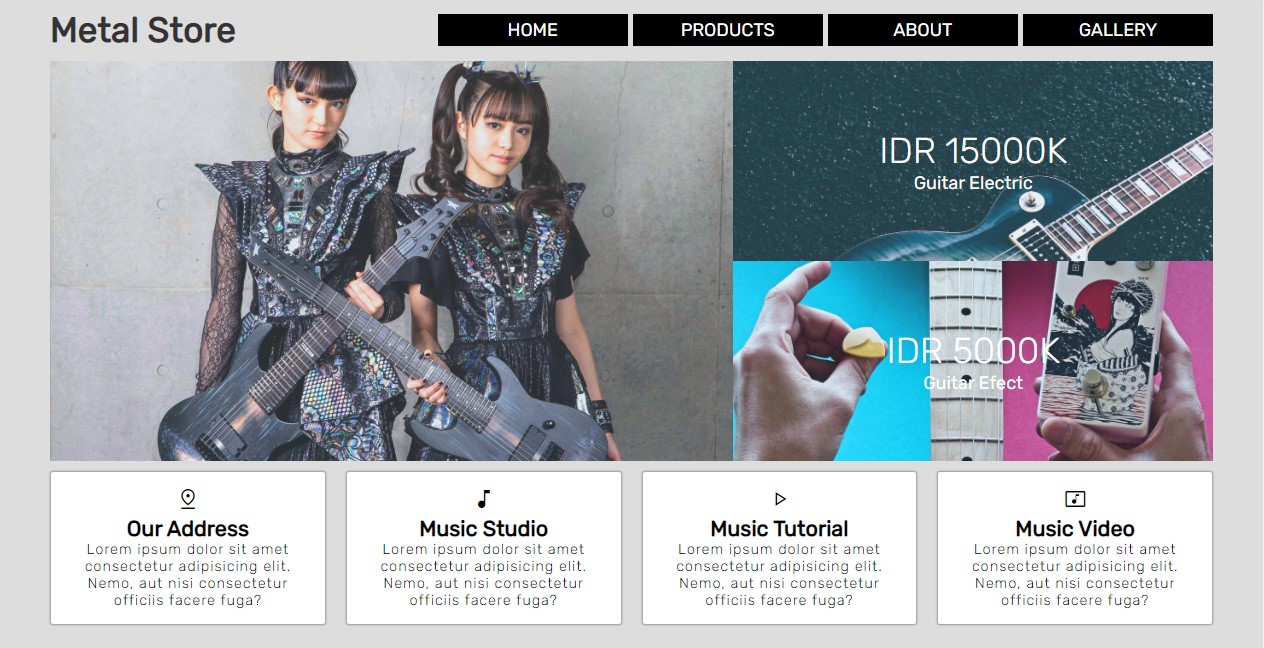 Metal Store
HOME
PRODUCTS
ABOUT
GALLERY
IDR 15000K
Guitar Electric
IDR 5000K
Guitar Efect
Our Address
Lorem ipsum dolor sit amet
consectetur adipisicing elit.
Nemo, aut nisi consectetur
officiis facere fuga?
Music Studio
Lorem ipsum dolor sit amet
consectetur adipisicing elit.
Nemo, aut nisi consectetur
officiis facere fuga?
Music Tutorial
Lorem ipsum dolor sit amet
consectetur adipisicing elit.
Nemo, aut nisi consectetur
officiis facere fuga?
Music Video
Lorem ipsum dolor sit amet
consectetur adipisicing elit.
Nemo, aut nisi consectetur
officiis facere fuga?